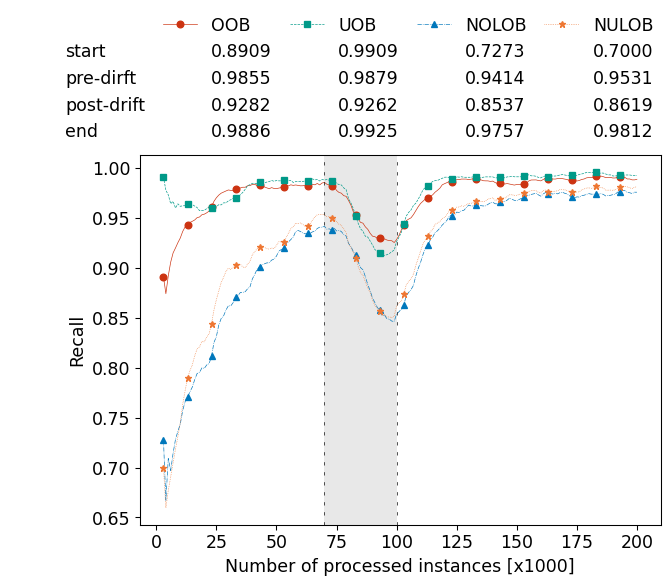 OOB UOB NOLOB NULOB
start 0.8909 0.9909 0.7273 0.7000
pre-dirft 0.9855 0.9879 0.9414 0.9531
post-drift 0.9282 0.9262 0.8537 0.8619
end 0.9886 0.9925 0.9757 0.9812
1.00
0.95
0.90
0.85
0.80
0.75
0.70
0.65
Recall
0 25 50 75 100 125 150 175 200
Number of processed instances [x1000]